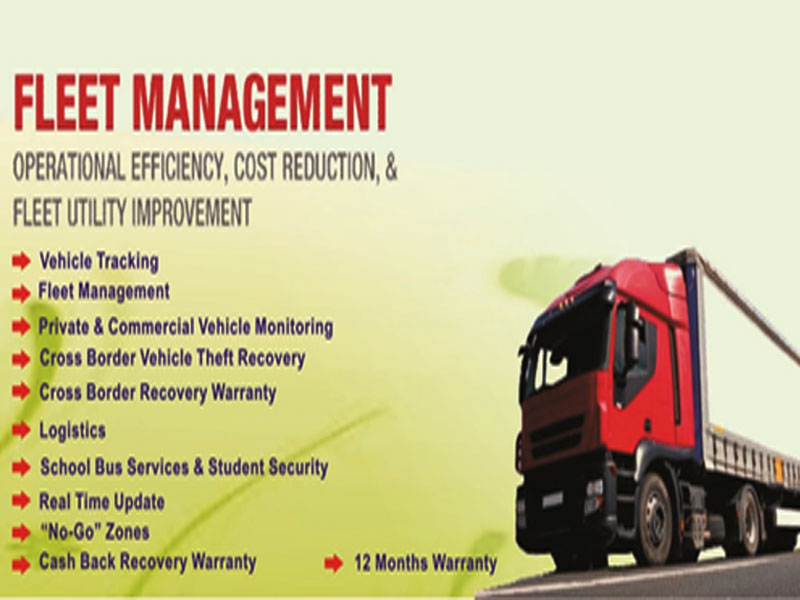 FLEET MANAGEMENT
OPERATIONAL EFFICIENCY, COST REDUCTION, &
FLEET UTILITY IMPROVEMENT
Vehicle Tracking
Fleet Management
Private & Commercial Vehicle Monitoring
Cross Border Vehicle Theft Recovery
Cross Border Recovery Warranty
Logistics
School Bus Services & Student Security
Real Time Update
“No-Go” Zones
Cash Back Recovery Warranty
12 Months Warranty